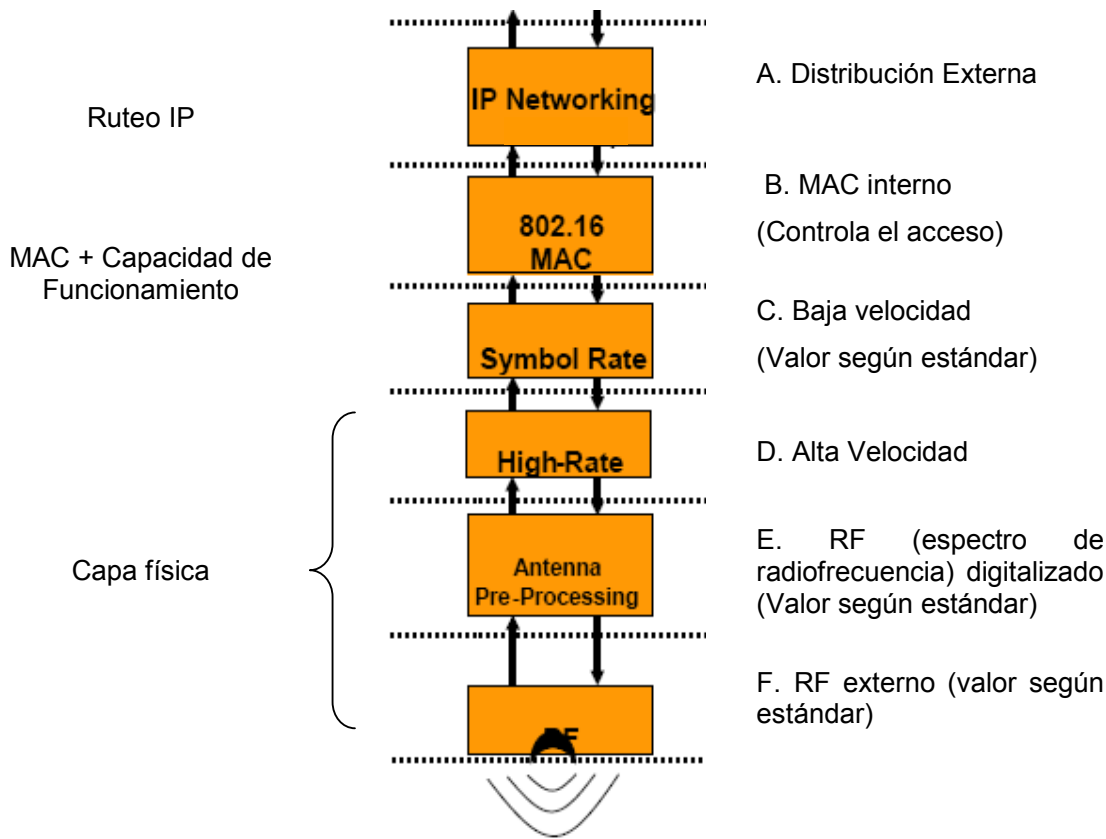 Ruteo IP
MAC + Capacidad de
Funcionamiento
Capa física
IP Networking
802.16
MAC
Symbol Rate
High-Rate
Antenna
Pre-Processing
RF
A. Distribución Externa
B. MAC interno
(Controla el acceso)
C. Baja velocidad
(Valor según estándar)
D. Alta Velocidad
E. RF (espectro de
radiofrecuencia) digitalizado
(Valor según estándar)
F. RF externo (valor según
estándar)